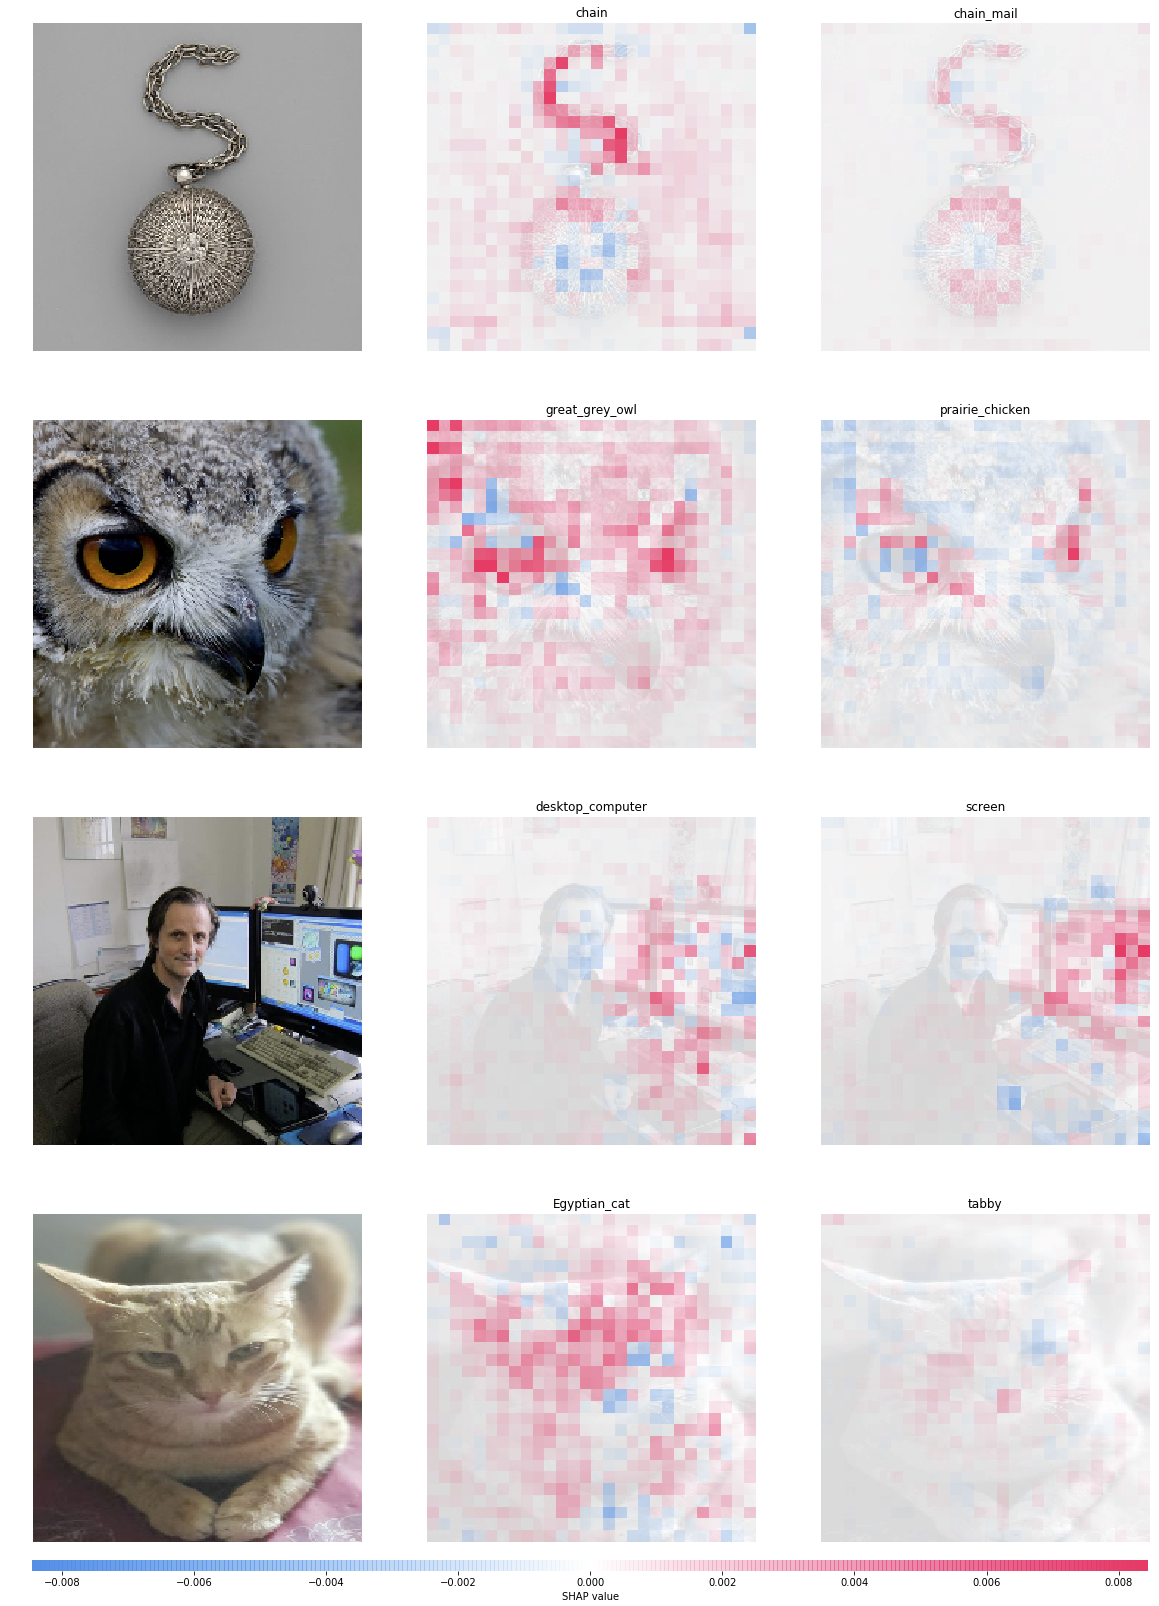 chain
chain_mail
great_grey_owl
prairie_chicken
desktop_computer
screen
Egyptian_cat
tabby
−0.008 −0.006 −0.004 −0.002 0.000 0.002 0.004 0.006 0.008
SHAP value